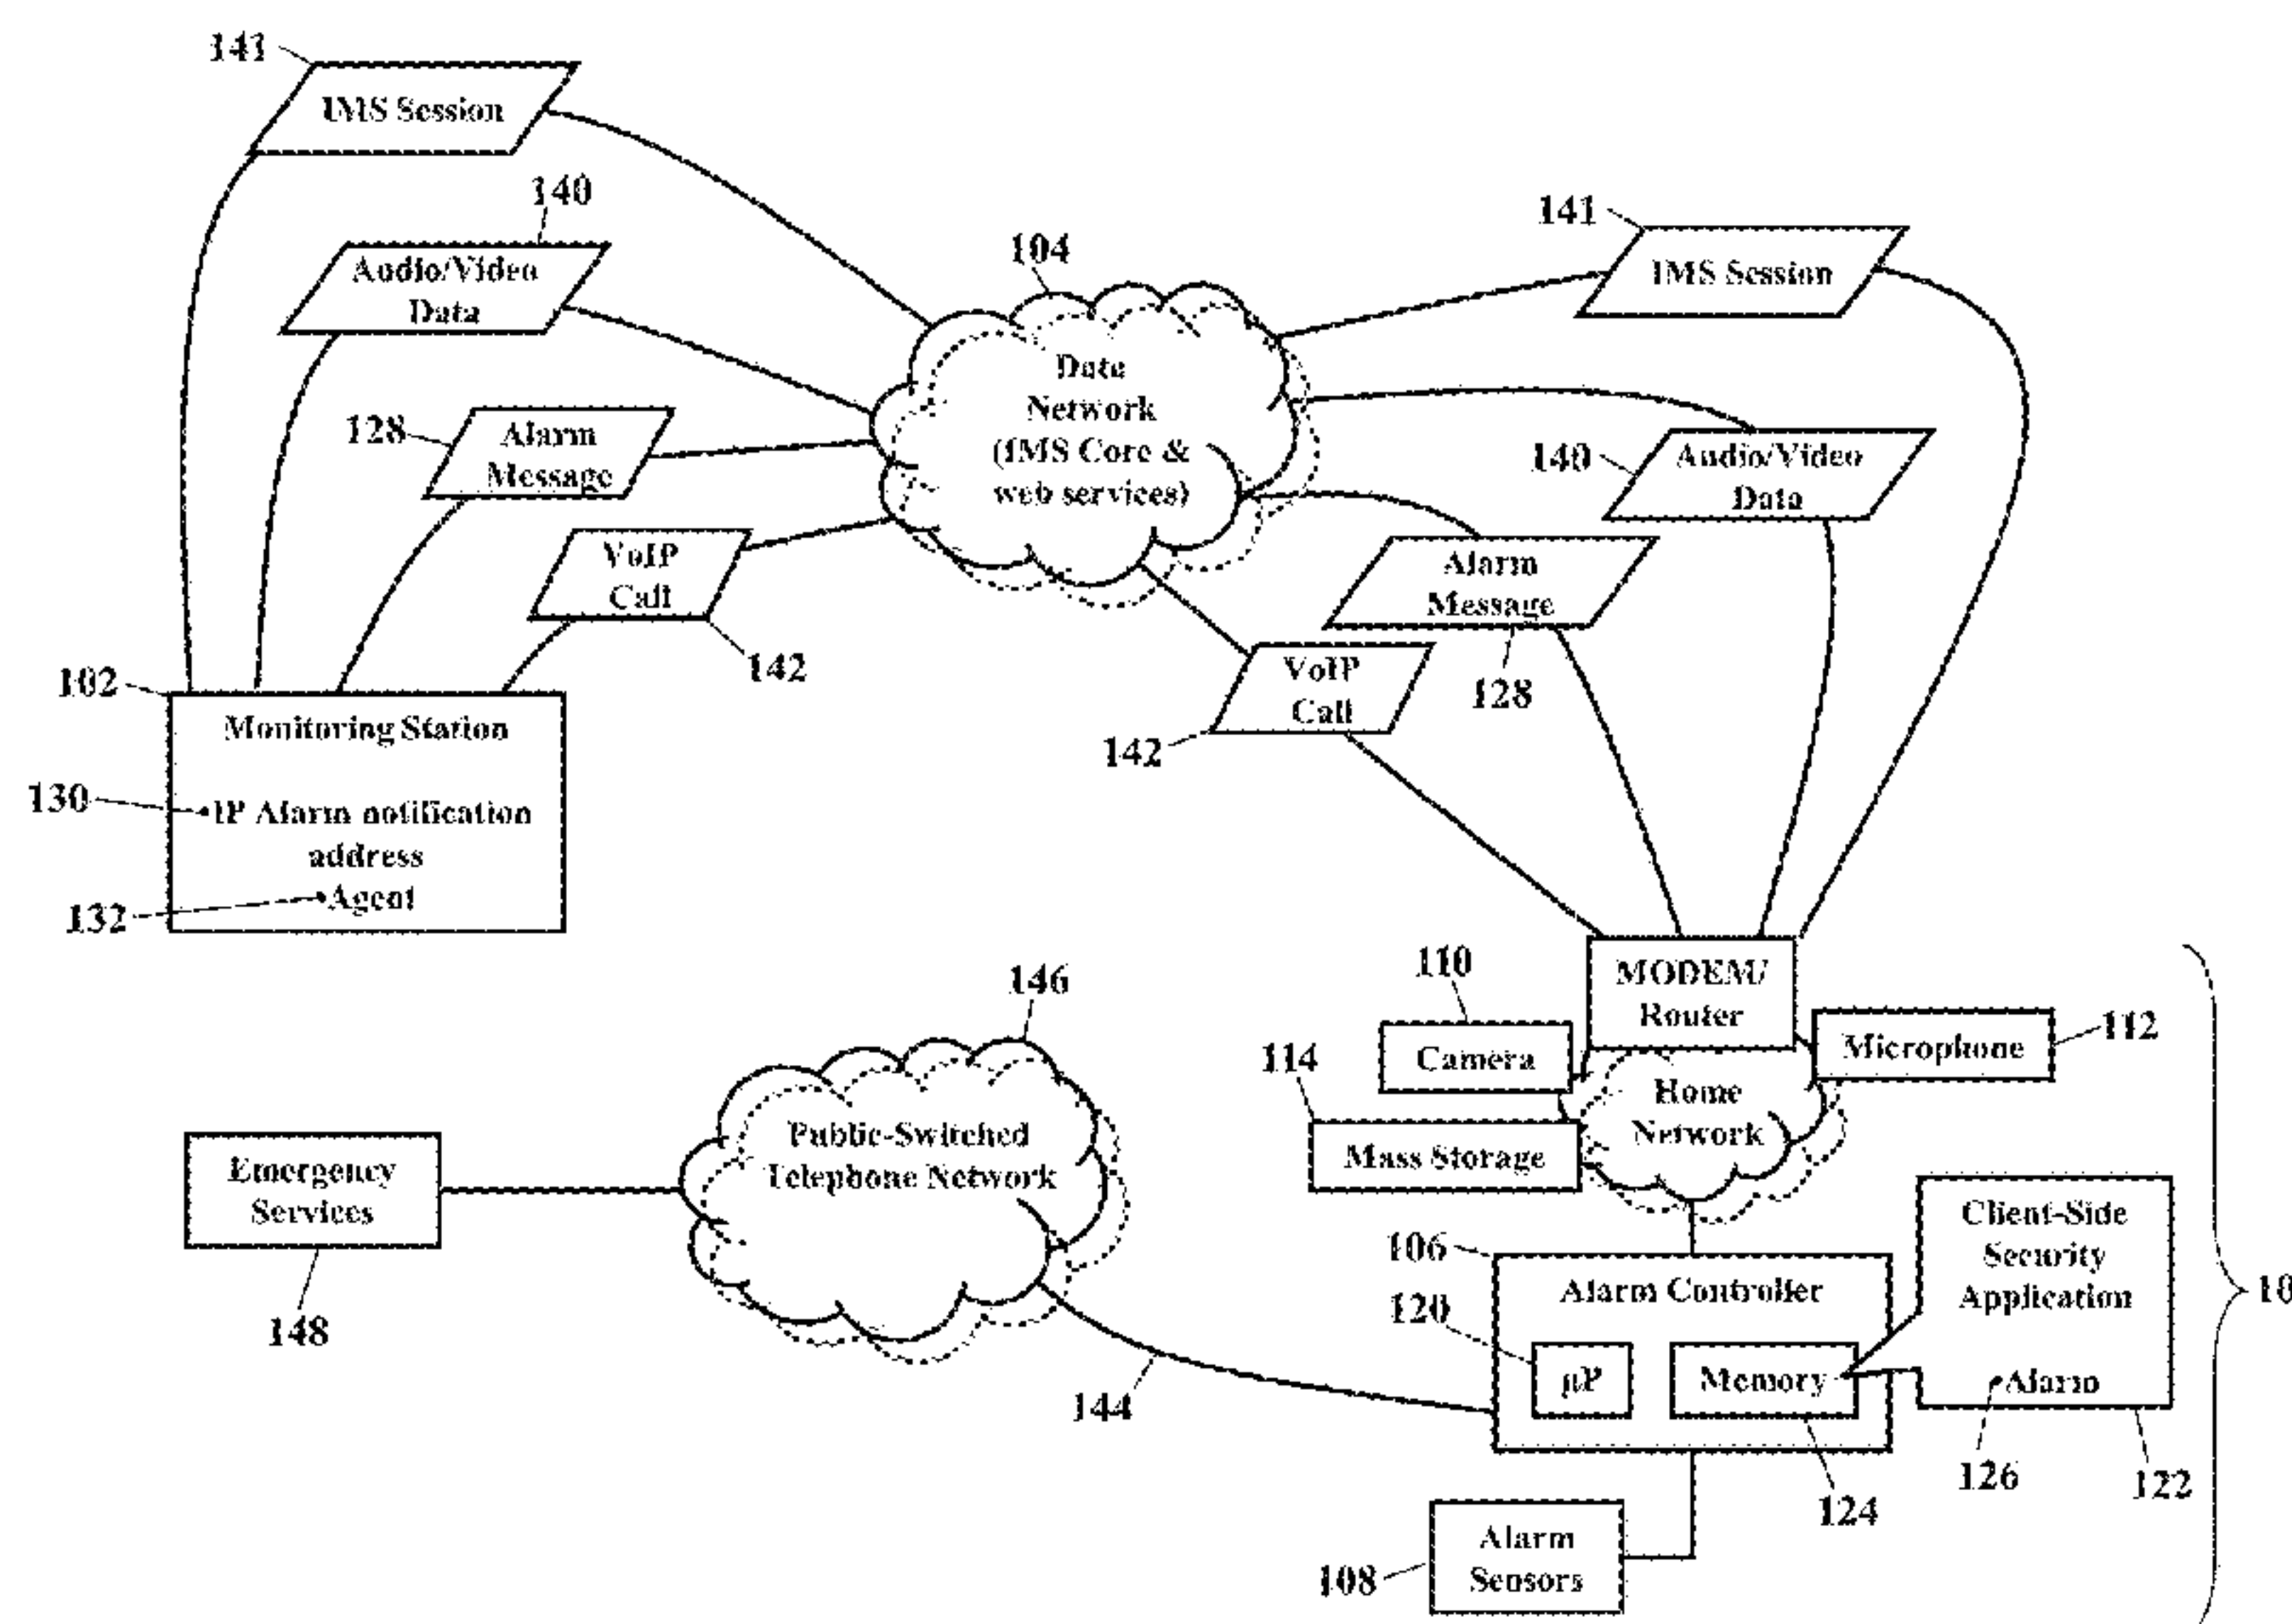 141
IMS Session
140
Audio/Video
Data
128
Alarm
Message
VoIP
Call
142
104
Data
Network
(IMS Core &
web services)
141
IMS Session
140
Audio/Video
Data
Alarm
Message
128
VoIP
Call
142
102
Monitoring Station
130
•IP Alarm notification
address
132
•Agent
MODEM/
Router
110
Camera
Microphone
112
114
Mass Storage
Home
Network
146
Public-Switched
Telephone Network
Emergency
Services
148
144
106
Alarm Controller
120
µP
Memory
124
Client-Side
Security
Application
•Alarm
126
122
108
Alarm
Sensors